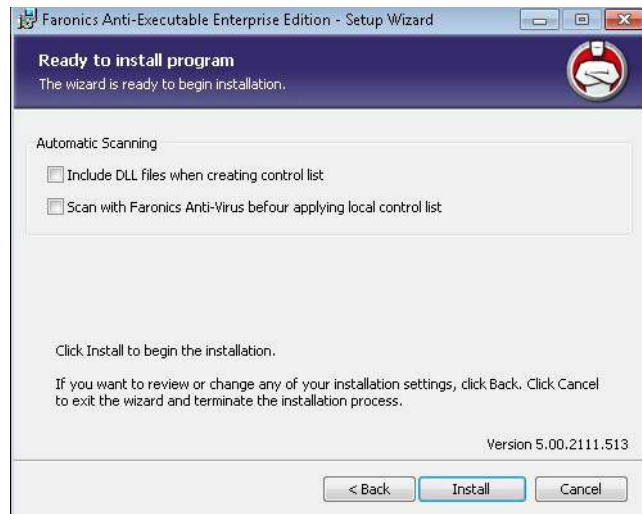 Faronics Anti-Executable Enterprise Edition - Setup Wizard
Ready to install program
The wizard is ready to begin installation.
Automatic Scanning
Include DLL files when creating control list
Scan with Faronics Anti-Virus befour applying local control list
Click Install to begin the installation.
If you want to review or change any of your installation settings, click Back. Click Cancel
to exit the wizard and terminate the installation process.
Version 5.00.2111.513
< Back
Install
Cancel